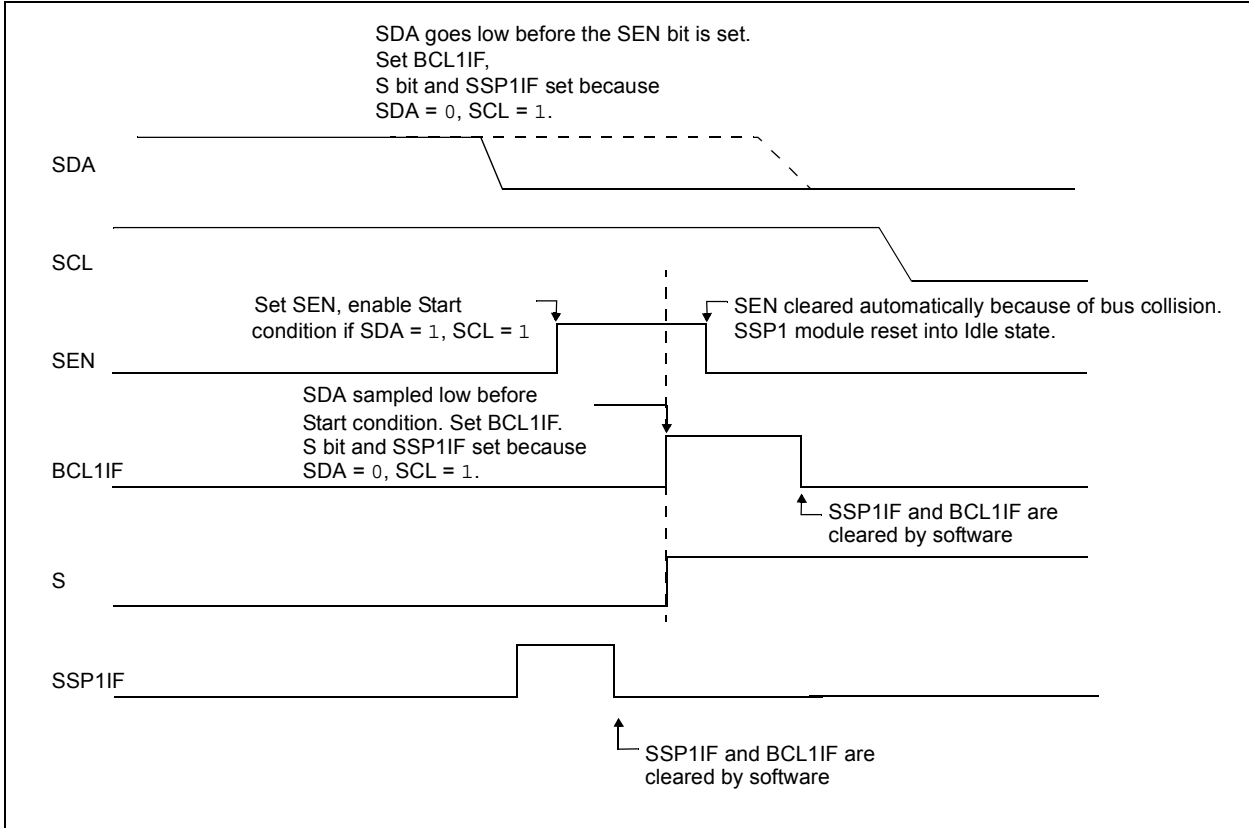 SDA goes low before the SEN bit is set.
Set BCL1IF,
S bit and SSP1IF set because
SDA = 0, SCL = 1.
SDA
SCL
Set SEN, enable Start
condition if SDA = 1, SCL = 1
SEN cleared automatically because of bus collision.
SSP1 module reset into Idle state.
SEN
SDA sampled low before
Start condition. Set BCL1IF.
S bit and SSP1IF set because
SDA = 0, SCL = 1.
BCL1IF
SSP1IF and BCL1IF are
cleared by software
S
SSP1IF
SSP1IF and BCL1IF are
cleared by software